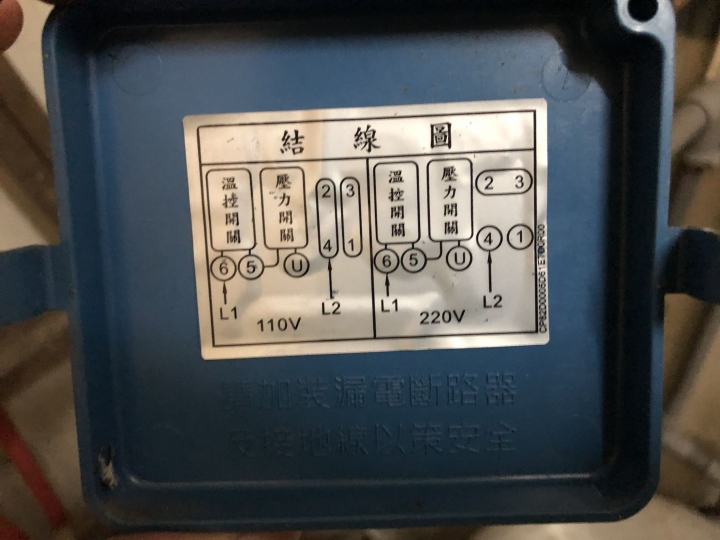 結線圖
溫控開關
壓力開關
2 3
4 1
6 5 U
L1
L2
110V
溫控開關
壓力開關
2 3
4 1
6 5 U
L1
L2
220V
要加裝漏電斷路器
及接地線以策安全